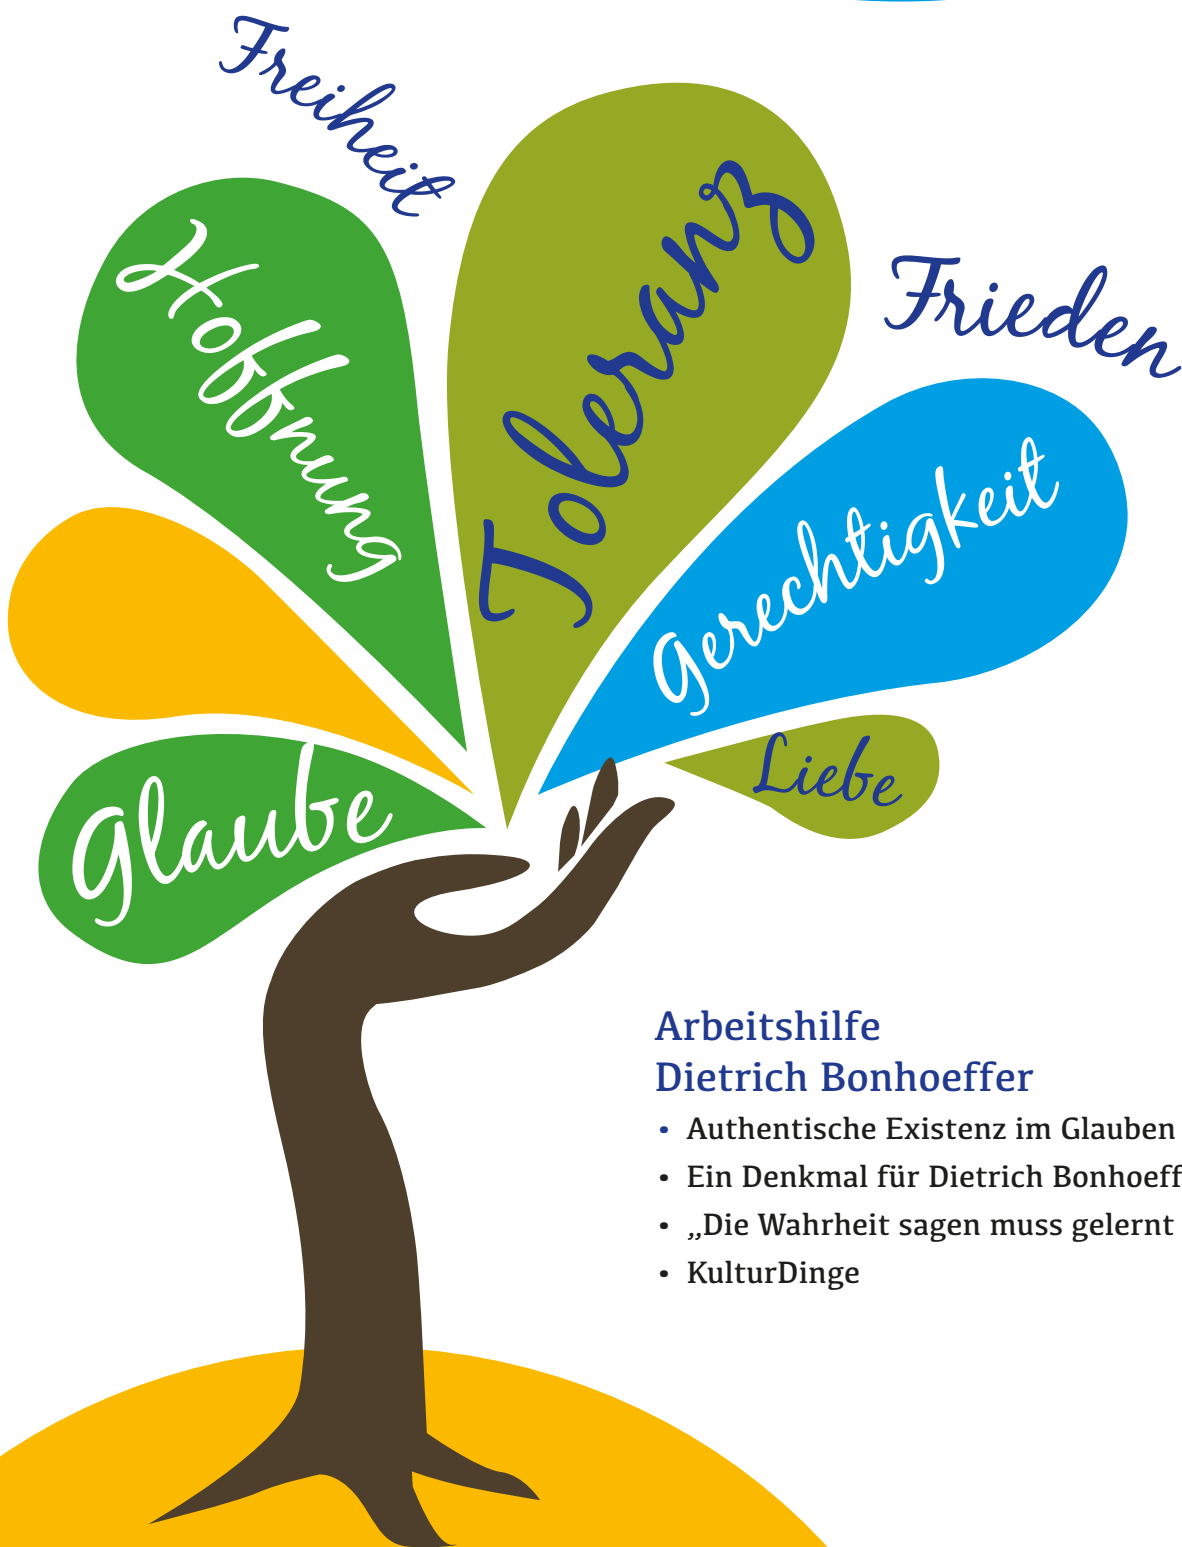 Freiheit
Hoffnung
Toleranz
Frieden
Gerechtigkeit
Liebe
Glaube
Arbeitshilfe
Dietrich Bonhoeffer
• Authentische Existenz im Glauben
• Ein Denkmal für Dietrich Bonhoeff
• „Die Wahrheit sagen muss gelernt
• KulturDinge